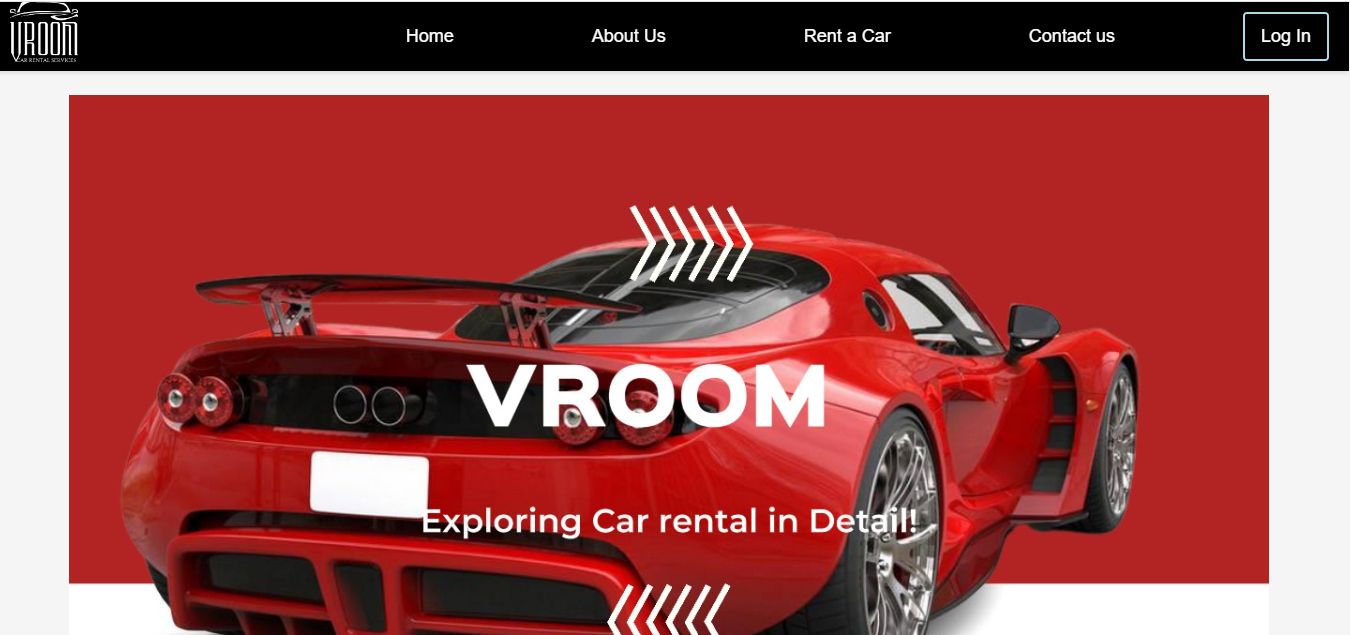 VROOM
CAR RENTAL SERVICES
Home About Us Rent a Car Contact us Log In
VROOM
Exploring Car rental in Detail!